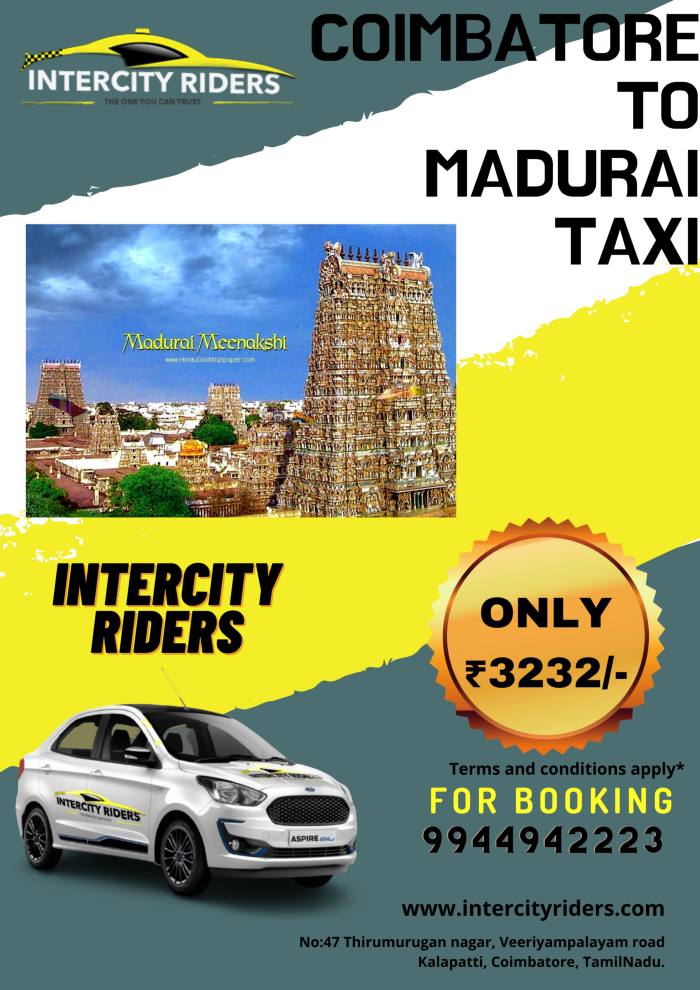 INTERCITY RIDERS
THE ONE YOU CAN TRUST
COIMBATORE
TO
MADURAI
TAXI
Madurai Meenakshi
www.HinduGodWallpaper.com
INTERCITY
RIDERS
ONLY
₹3232/-
Terms and conditions apply*
FOR BOOKING
9944942223
INTERCITY RIDERS
INTERCITY RIDERS
ASPIRE
www.intercityriders.com
No:47 Thirumurugan nagar, Veeriyampalayam road
Kalapatti, Coimbatore, TamilNadu.